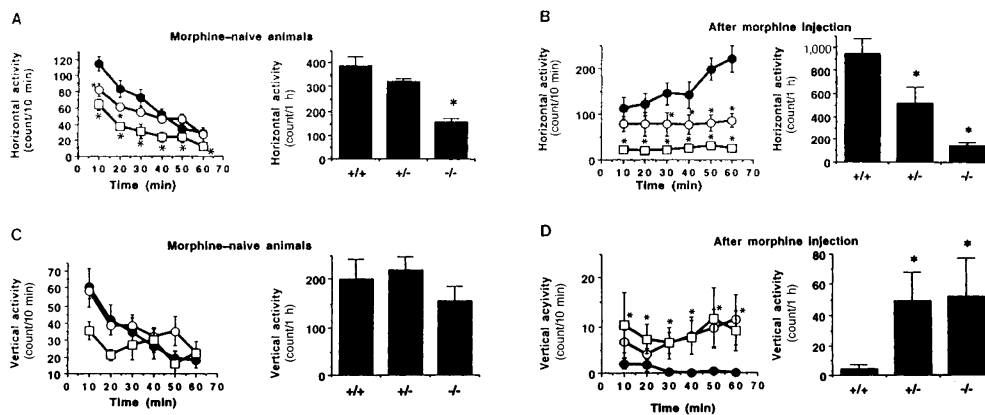 A
Morphine–naive animals
Horizontal activity
(count/10 min)
120
100
80
60
40
20
0
* * * * * * * *
0 10 20 30 40 50 60 70
Time (min)
Horizontal activity
(count/1 h)
400
300
200
100
0
*
+/+ +/- -/-
B
After morphine injection
Horizontal activity
(count/10 min)
200
100
0
* * * *
* * * * * *
0 10 20 30 40 50 60 70
Time (min)
Horizontal activity
(count/1 h)
1,000
800
600
400
200
0
*
*
+/+ +/- -/-
C
Morphine–naive animals
Vertical activity
(count/10 min)
70
60
50
40
30
20
10
0 10 20 30 40 50 60 70
Time (min)
Vertical activity
(count/1 h)
200
100
0
+/+ +/- -/-
D
After morphine injection
Vertical acyivity
(count/10 min)
20
10
0
* * * * * *
0 10 20 30 40 50 60 70
Time (min)
Vertical activity
(count/1 h)
80
60
40
20
0
* *
+/+ +/- -/-